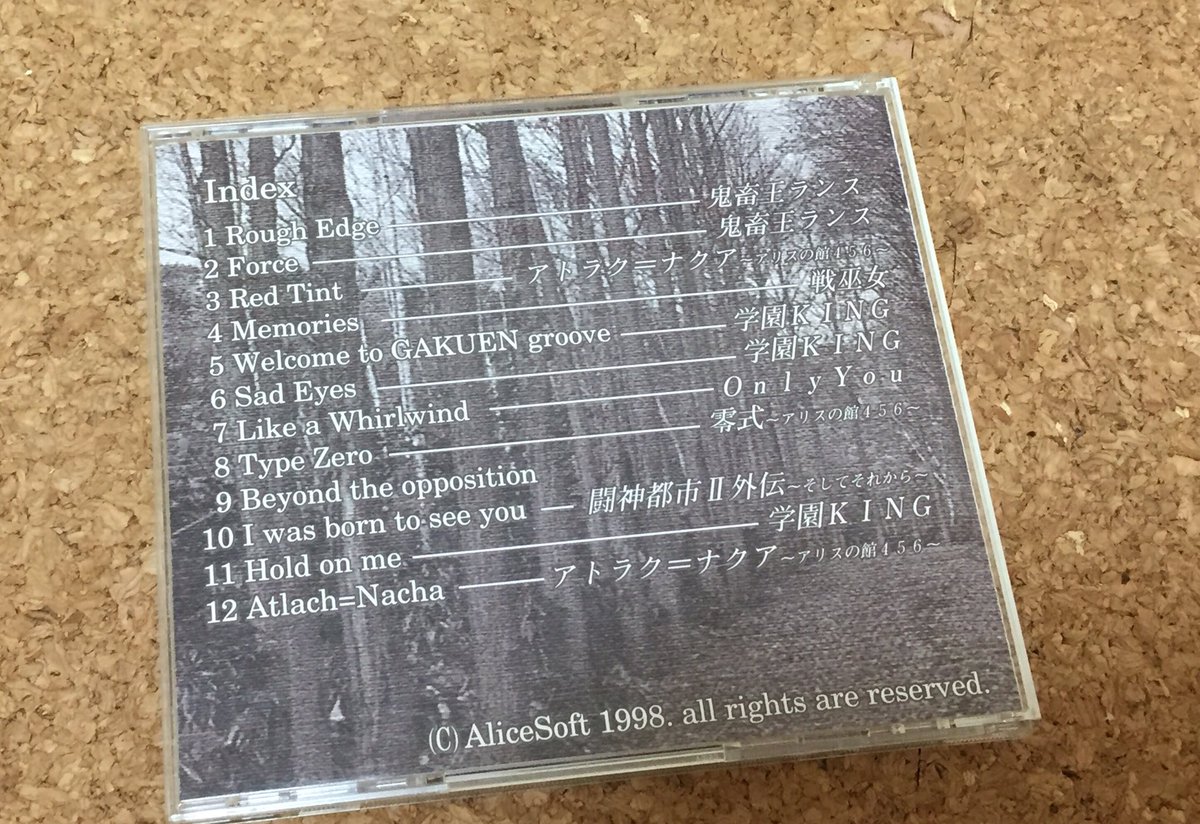 Index
1 Rough Edge 鬼畜王ランス
2 Force 鬼畜王ランス
3 Red Tint アトラク＝ナクア～アリスの館４５６～
4 Memories 戦巫女
5 Welcome to GAKUEN groove 学園ＫＩＮＧ
6 Sad Eyes 学園ＫＩＮＧ
7 Like a Whirlwind ＯｎｌｙＹｏｕ
8 Type Zero 零式～アリスの館４５６～
9 Beyond the opposition
10 I was born to see you 闘神都市Ⅱ外伝～そしてそれから～
11 Hold on me 学園ＫＩＮＧ
12 Atlach=Nacha アトラク＝ナクア～アリスの館４５６～
(C) AliceSoft 1998. all rights are reserved.